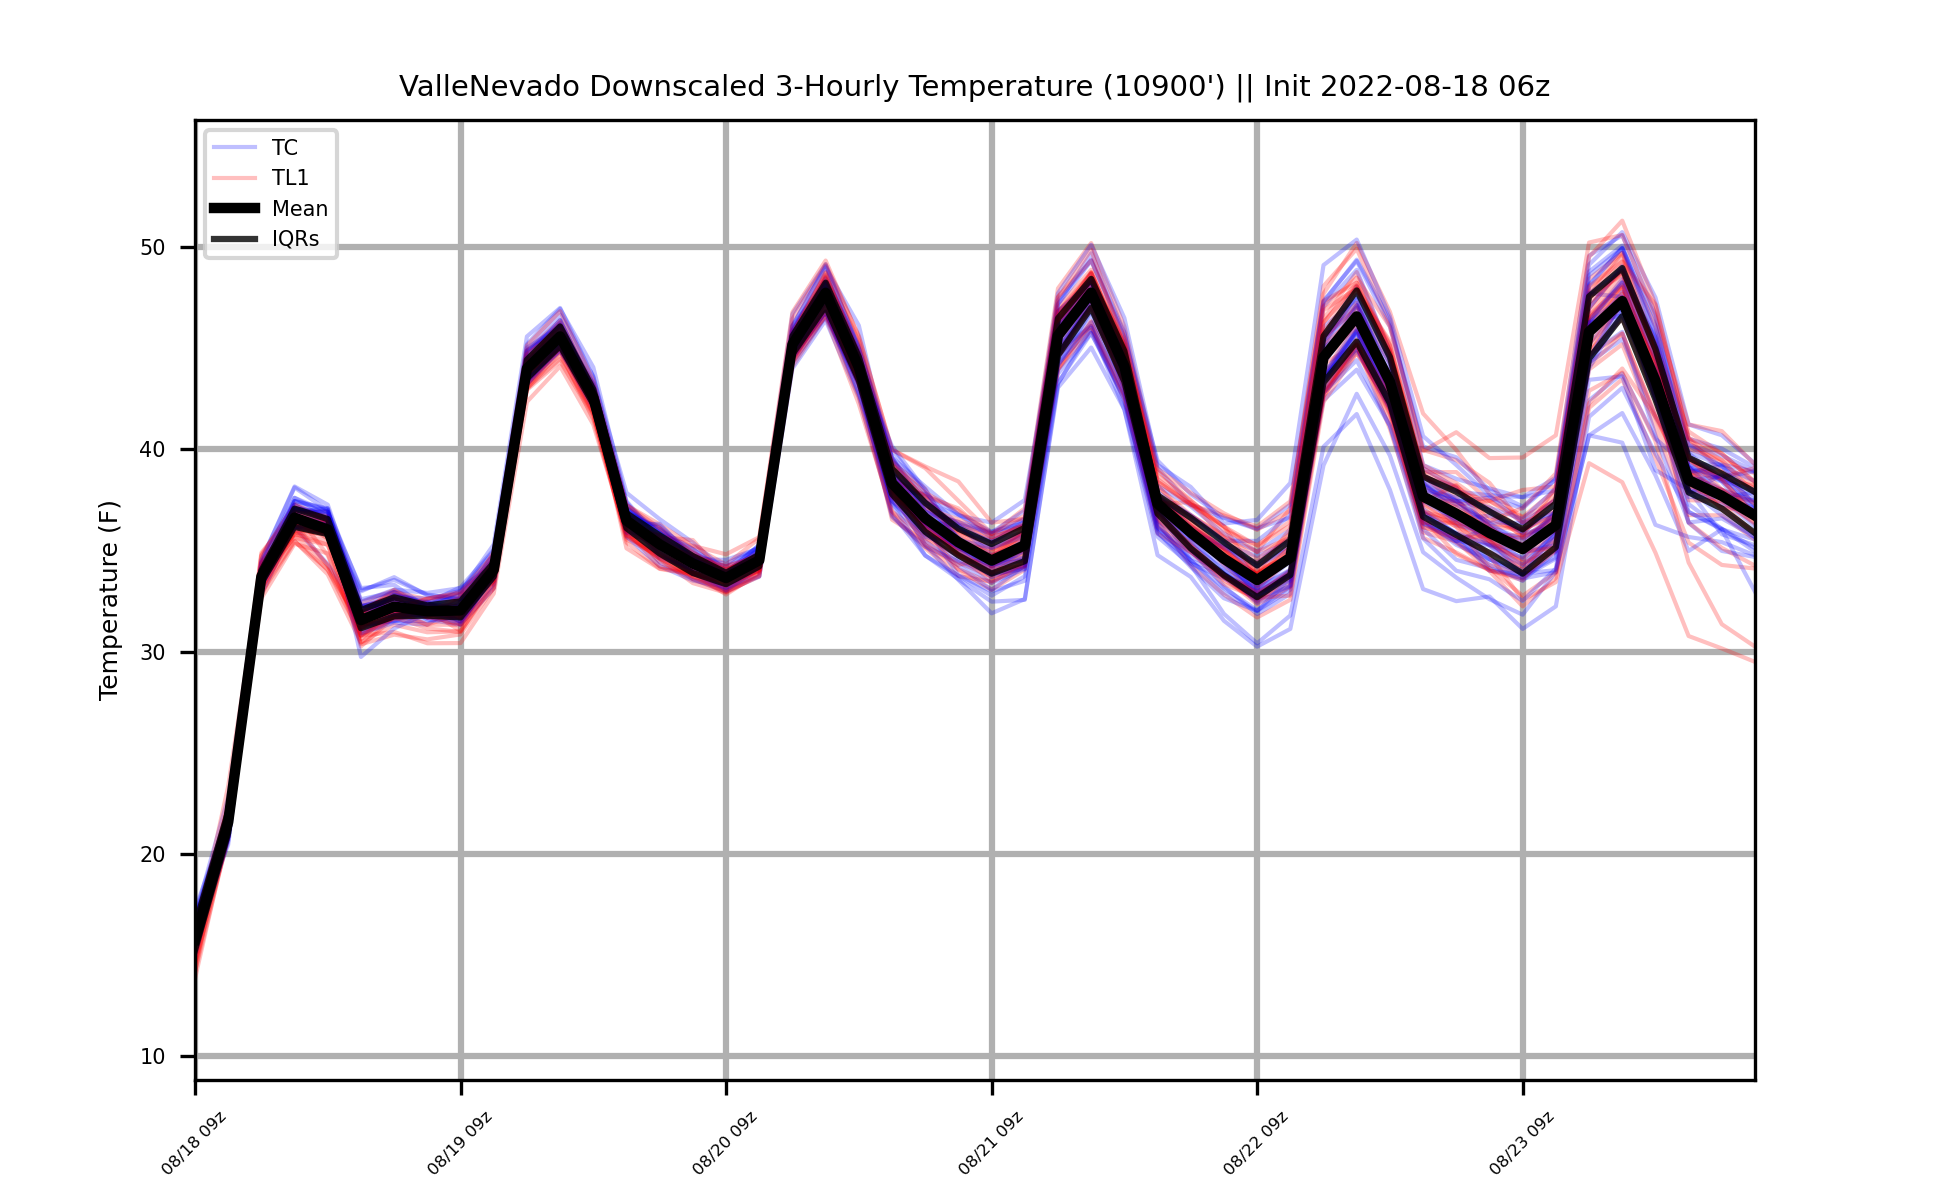 ValleNevado Downscaled 3-Hourly Temperature (10900') || Init 2022-08-18 06z
TC
TL1
Mean
IQRs
Temperature (F)
50
40
30
20
10
08/18 09z
08/19 09z
08/20 09z
08/21 09z
08/22 09z
08/23 09z